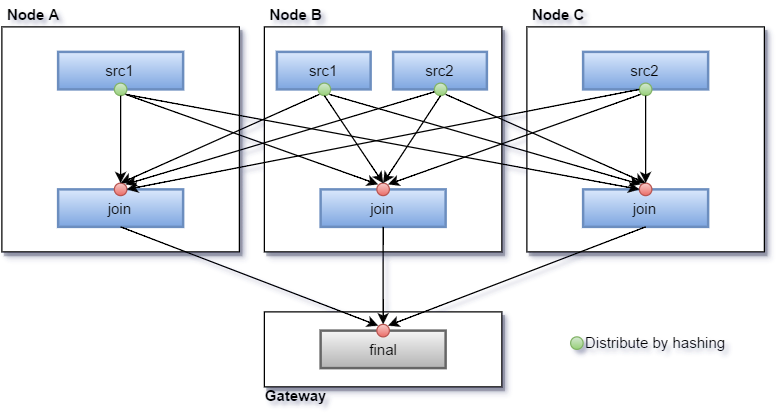 Node A
Node B
Node C
src1
src1
src2
src2
join
join
join
final
Distribute by hashing
Gateway